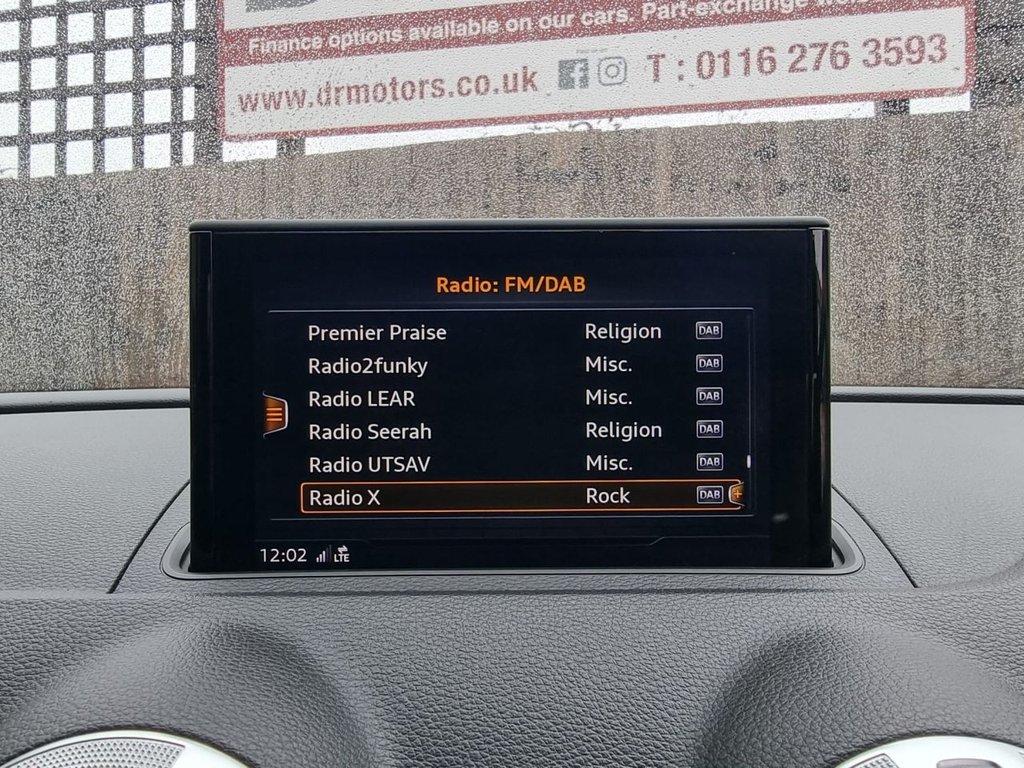 Finance options available on our cars. Part-exchange
www.drmotors.co.uk T : 0116 276 3593
Radio: FM/DAB
Premier Praise Religion DAB
Radio2funky Misc. DAB
Radio LEAR Misc. DAB
Radio Seerah Religion DAB
Radio UTSAV Misc. DAB
Radio X Rock DAB
12:02 LTE